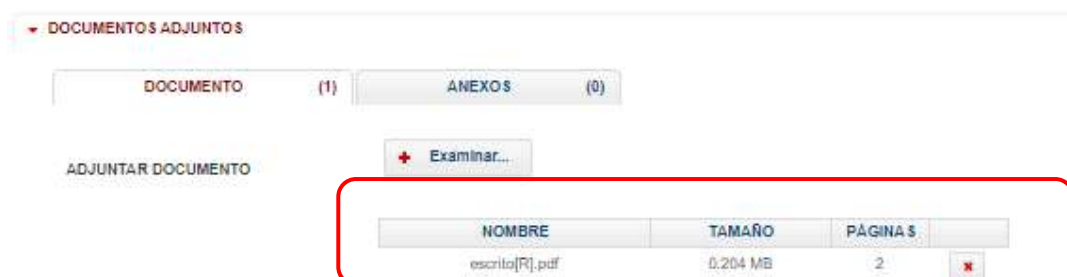 DOCUMENTOS ADJUNTOS
DOCUMENTO (1) ANEXOS (0)
ADJUNTAR DOCUMENTO Examinar...
NOMBRE TAMAÑO PÁGINAS
escrito[R].pdf 0.204 MB 2